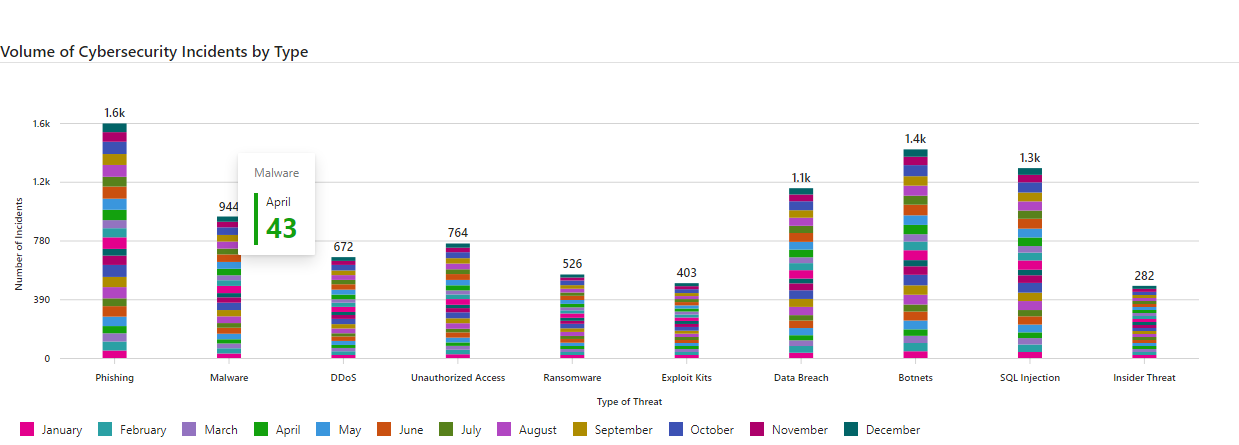 Volume of Cybersecurity Incidents by Type
1.6k
944
672
764
526
403
1.1k
1.4k
1.3k
282
Malware
April
43
Number of Incidents
1.6k
1.2k
780
390
0
Phishing
Malware
DDoS
Unauthorized Access
Ransomware
Exploit Kits
Data Breach
Botnets
SQL Injection
Insider Threat
Type of Threat
January
February
March
April
May
June
July
August
September
October
November
December